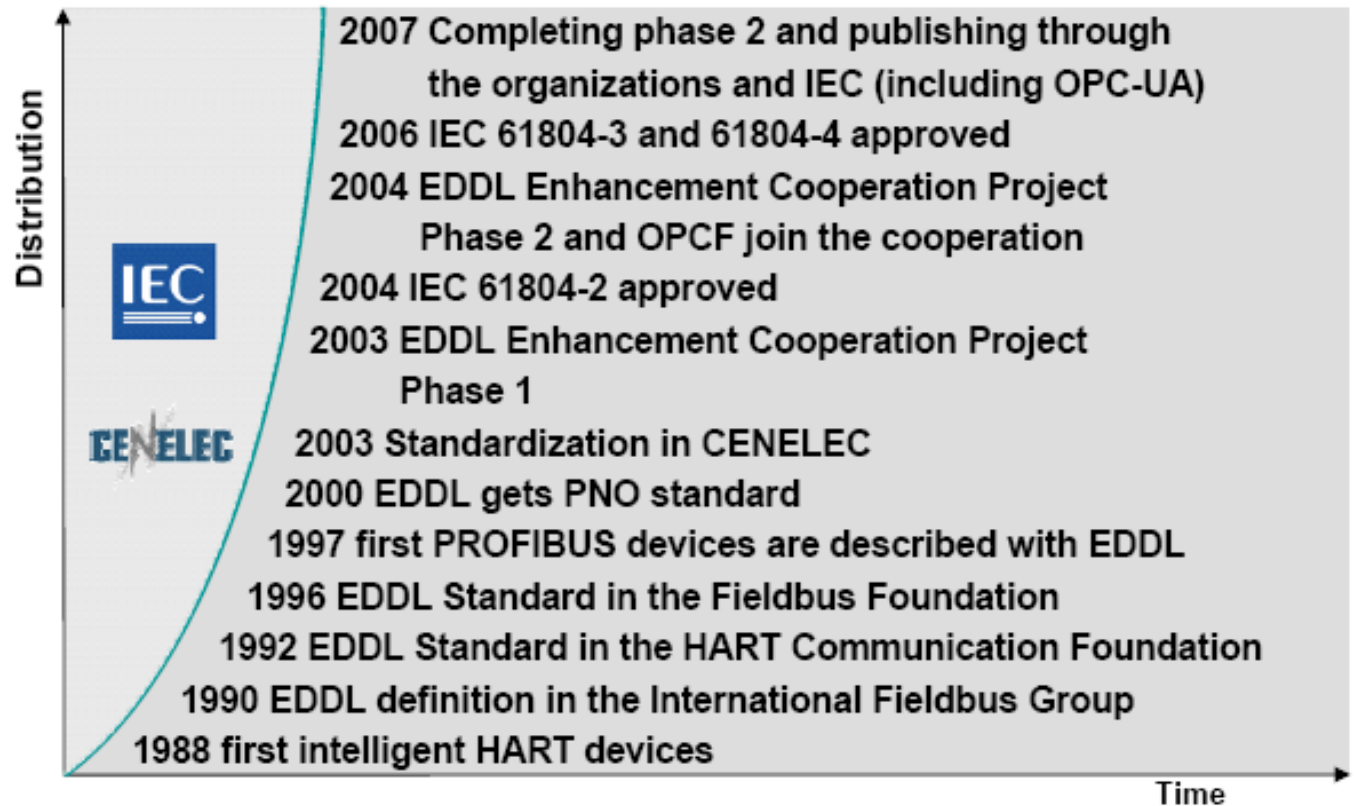 2007 Completing phase 2 and publishing through
the organizations and IEC (including OPC-UA)
2006 IEC 61804-3 and 61804-4 approved
2004 EDDL Enhancement Cooperation Project
Phase 2 and OPCF join the cooperation
2004 IEC 61804-2 approved
2003 EDDL Enhancement Cooperation Project
Phase 1
2003 Standardization in CENELEC
2000 EDDL gets PNO standard
1997 first PROFIBUS devices are described with EDDL
1996 EDDL Standard in the Fieldbus Foundation
1992 EDDL Standard in the HART Communication Foundation
1990 EDDL definition in the International Fieldbus Group
1988 first intelligent HART devices
Distribution
IEC
CENELEC
Time